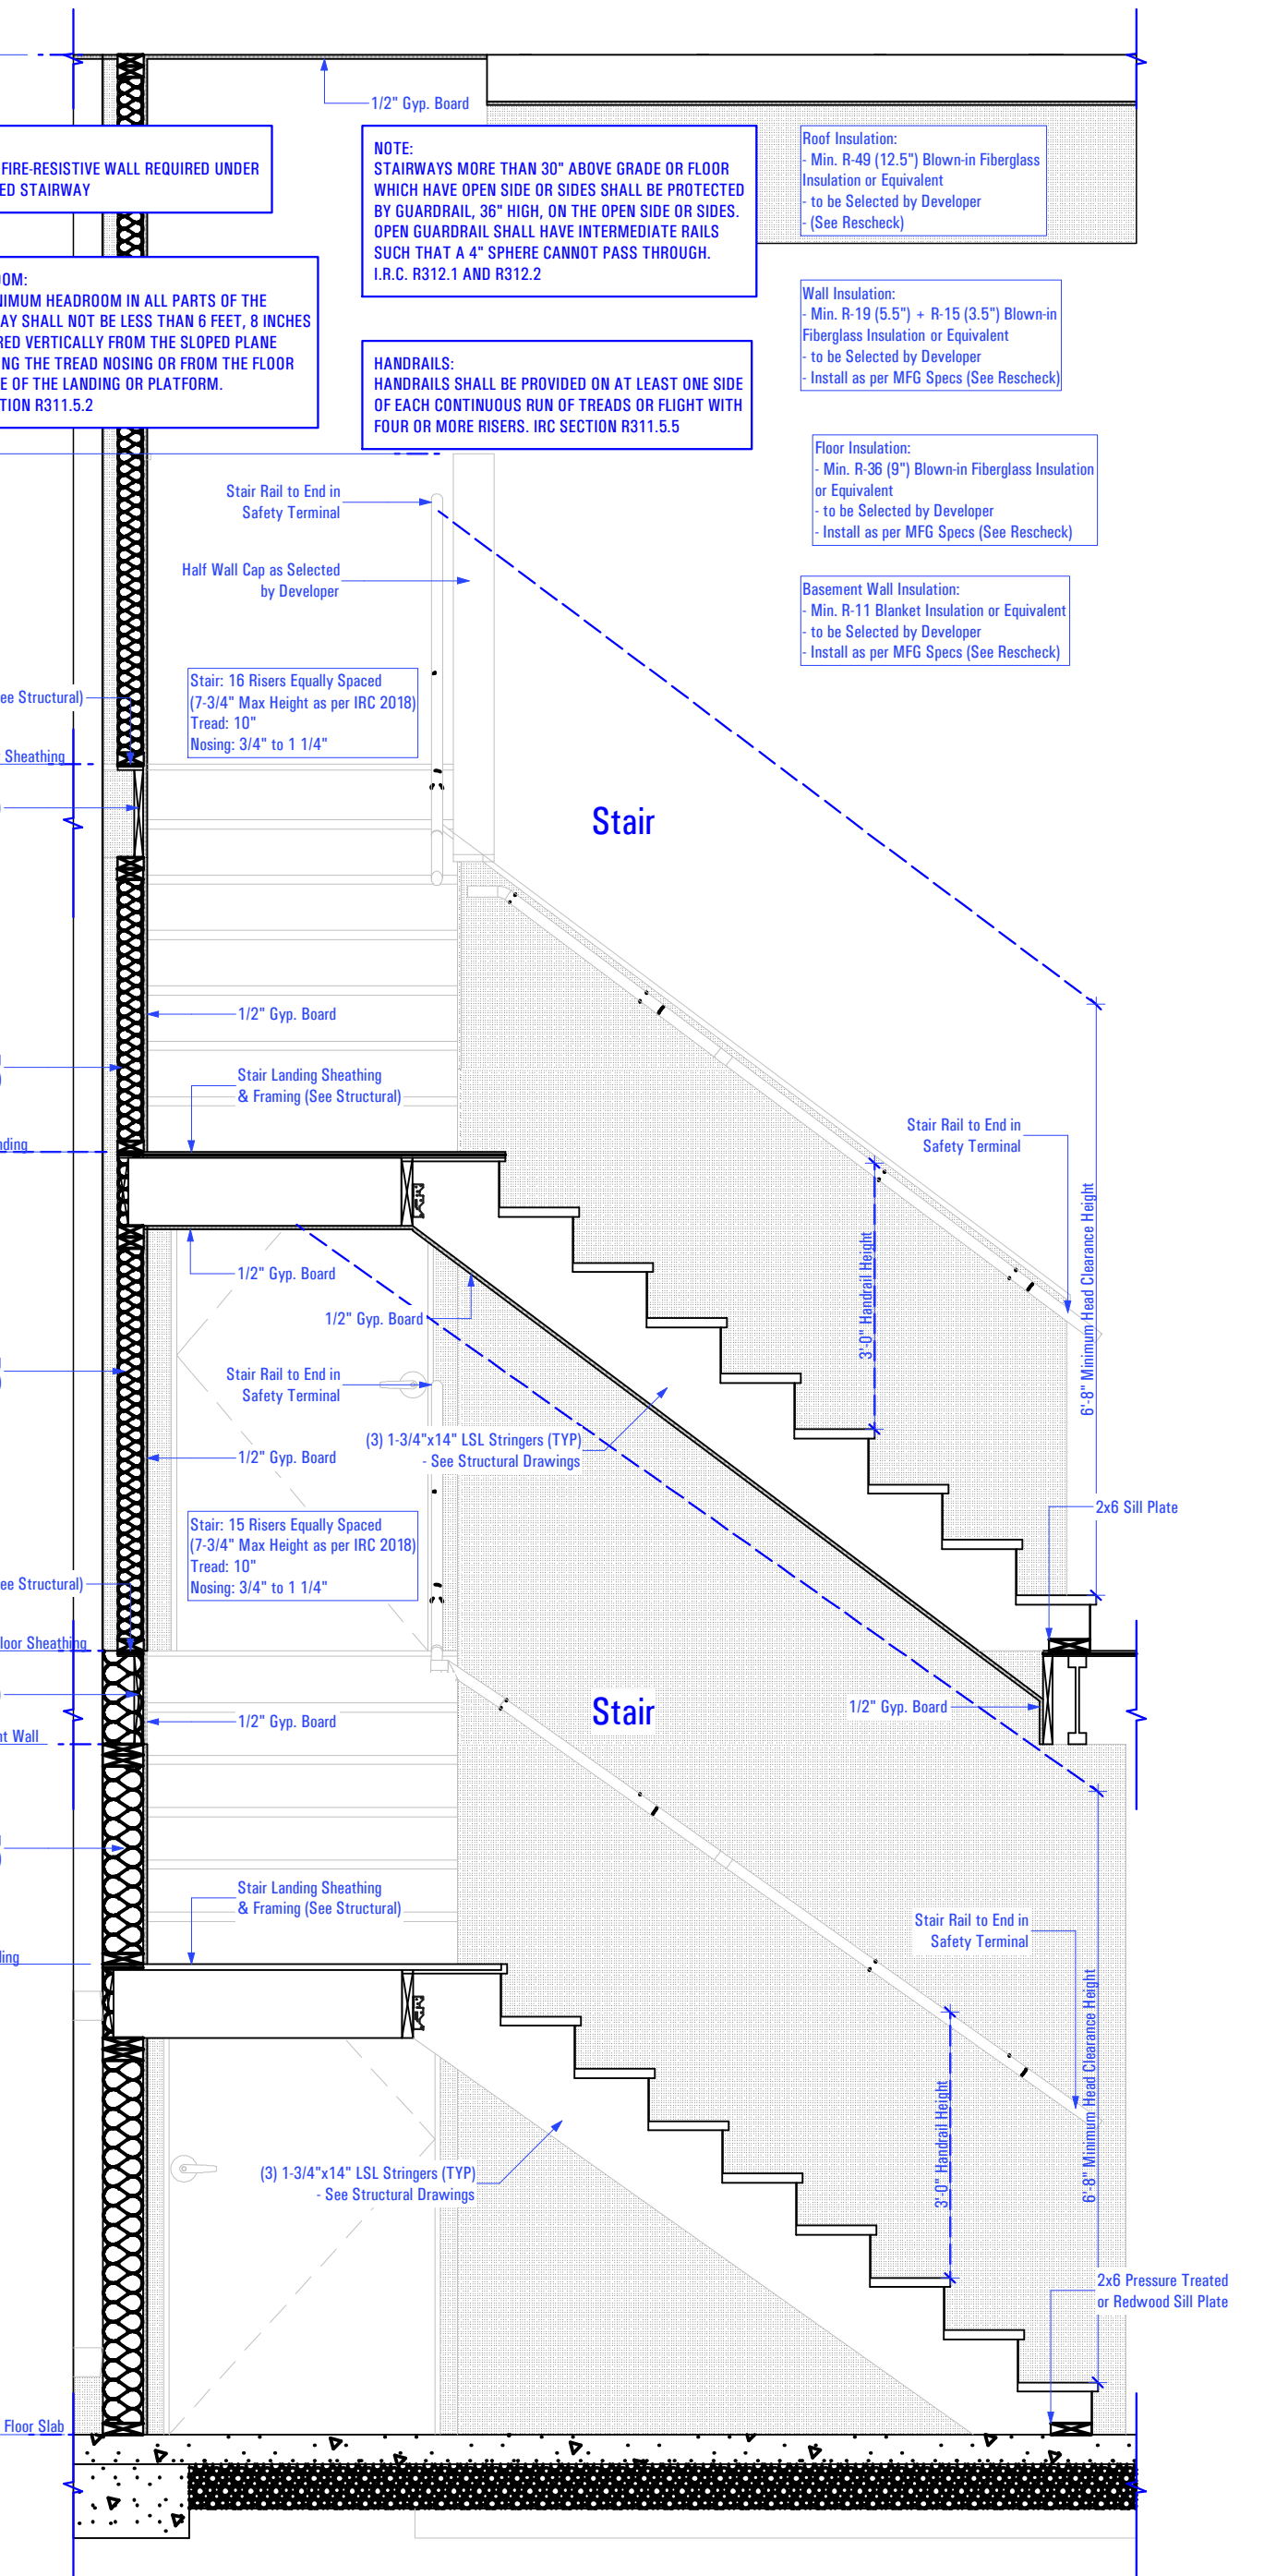 1/2" Gyp. Board
FIRE-RESISTIVE WALL REQUIRED UNDER
ED STAIRWAY
NOTE:
STAIRWAYS MORE THAN 30" ABOVE GRADE OR FLOOR
WHICH HAVE OPEN SIDE OR SIDES SHALL BE PROTECTED
BY GUARDRAIL, 36" HIGH, ON THE OPEN SIDE OR SIDES.
OPEN GUARDRAIL SHALL HAVE INTERMEDIATE RAILS
SUCH THAT A 4" SPHERE CANNOT PASS THROUGH.
I.R.C. R312.1 AND R312.2
Roof Insulation:
- Min. R-49 (12.5") Blown-in Fiberglass
Insulation or Equivalent
- to be Selected by Developer
- (See Rescheck)
OOM:
NIMUM HEADROOM IN ALL PARTS OF THE
AY SHALL NOT BE LESS THAN 6 FEET, 8 INCHES
RED VERTICALLY FROM THE SLOPED PLANE
ING THE TREAD NOSING OR FROM THE FLOOR
E OF THE LANDING OR PLATFORM.
TION R311.5.2
Wall Insulation:
- Min. R-19 (5.5") + R-15 (3.5") Blown-in
Fiberglass Insulation or Equivalent
- to be Selected by Developer
- Install as per MFG Specs (See Rescheck)
HANDRAILS:
HANDRAILS SHALL BE PROVIDED ON AT LEAST ONE SIDE
OF EACH CONTINUOUS RUN OF TREADS OR FLIGHT WITH
FOUR OR MORE RISERS. IRC SECTION R311.5.5
Floor Insulation:
- Min. R-36 (9") Blown-in Fiberglass Insulation
or Equivalent
- to be Selected by Developer
- Install as per MFG Specs (See Rescheck)
Stair Rail to End in
Safety Terminal
Half Wall Cap as Selected
by Developer
Basement Wall Insulation:
- Min. R-11 Blanket Insulation or Equivalent
- to be Selected by Developer
- Install as per MFG Specs (See Rescheck)
Stair: 16 Risers Equally Spaced
(7-3/4" Max Height as per IRC 2018)
Tread: 10"
Nosing: 3/4" to 1 1/4"
ee Structural)
Sheathing
)
Stair
1/2" Gyp. Board
Stair Landing Sheathing
& Framing (See Structural)
)
nding
Stair Rail to End in
Safety Terminal
6'-8" Minimum Head Clearance Height
3'-0" Handrail Height
1/2" Gyp. Board
1/2" Gyp. Board
Stair Rail to End in
Safety Terminal
)
(3) 1-3/4"x14" LSL Stringers (TYP)
- See Structural Drawings
1/2" Gyp. Board
2x6 Sill Plate
Stair: 15 Risers Equally Spaced
(7-3/4" Max Height as per IRC 2018)
Tread: 10"
Nosing: 3/4" to 1 1/4"
ee Structural)
loor Sheathing
)
Stair
1/2" Gyp. Board
1/2" Gyp. Board
nt Wall
)
Stair Landing Sheathing
& Framing (See Structural)
ding
Stair Rail to End in
Safety Terminal
6'-8" Minimum Head Clearance Height
3'-0" Handrail Height
(3) 1-3/4"x14" LSL Stringers (TYP)
- See Structural Drawings
2x6 Pressure Treated
or Redwood Sill Plate
Floor Slab